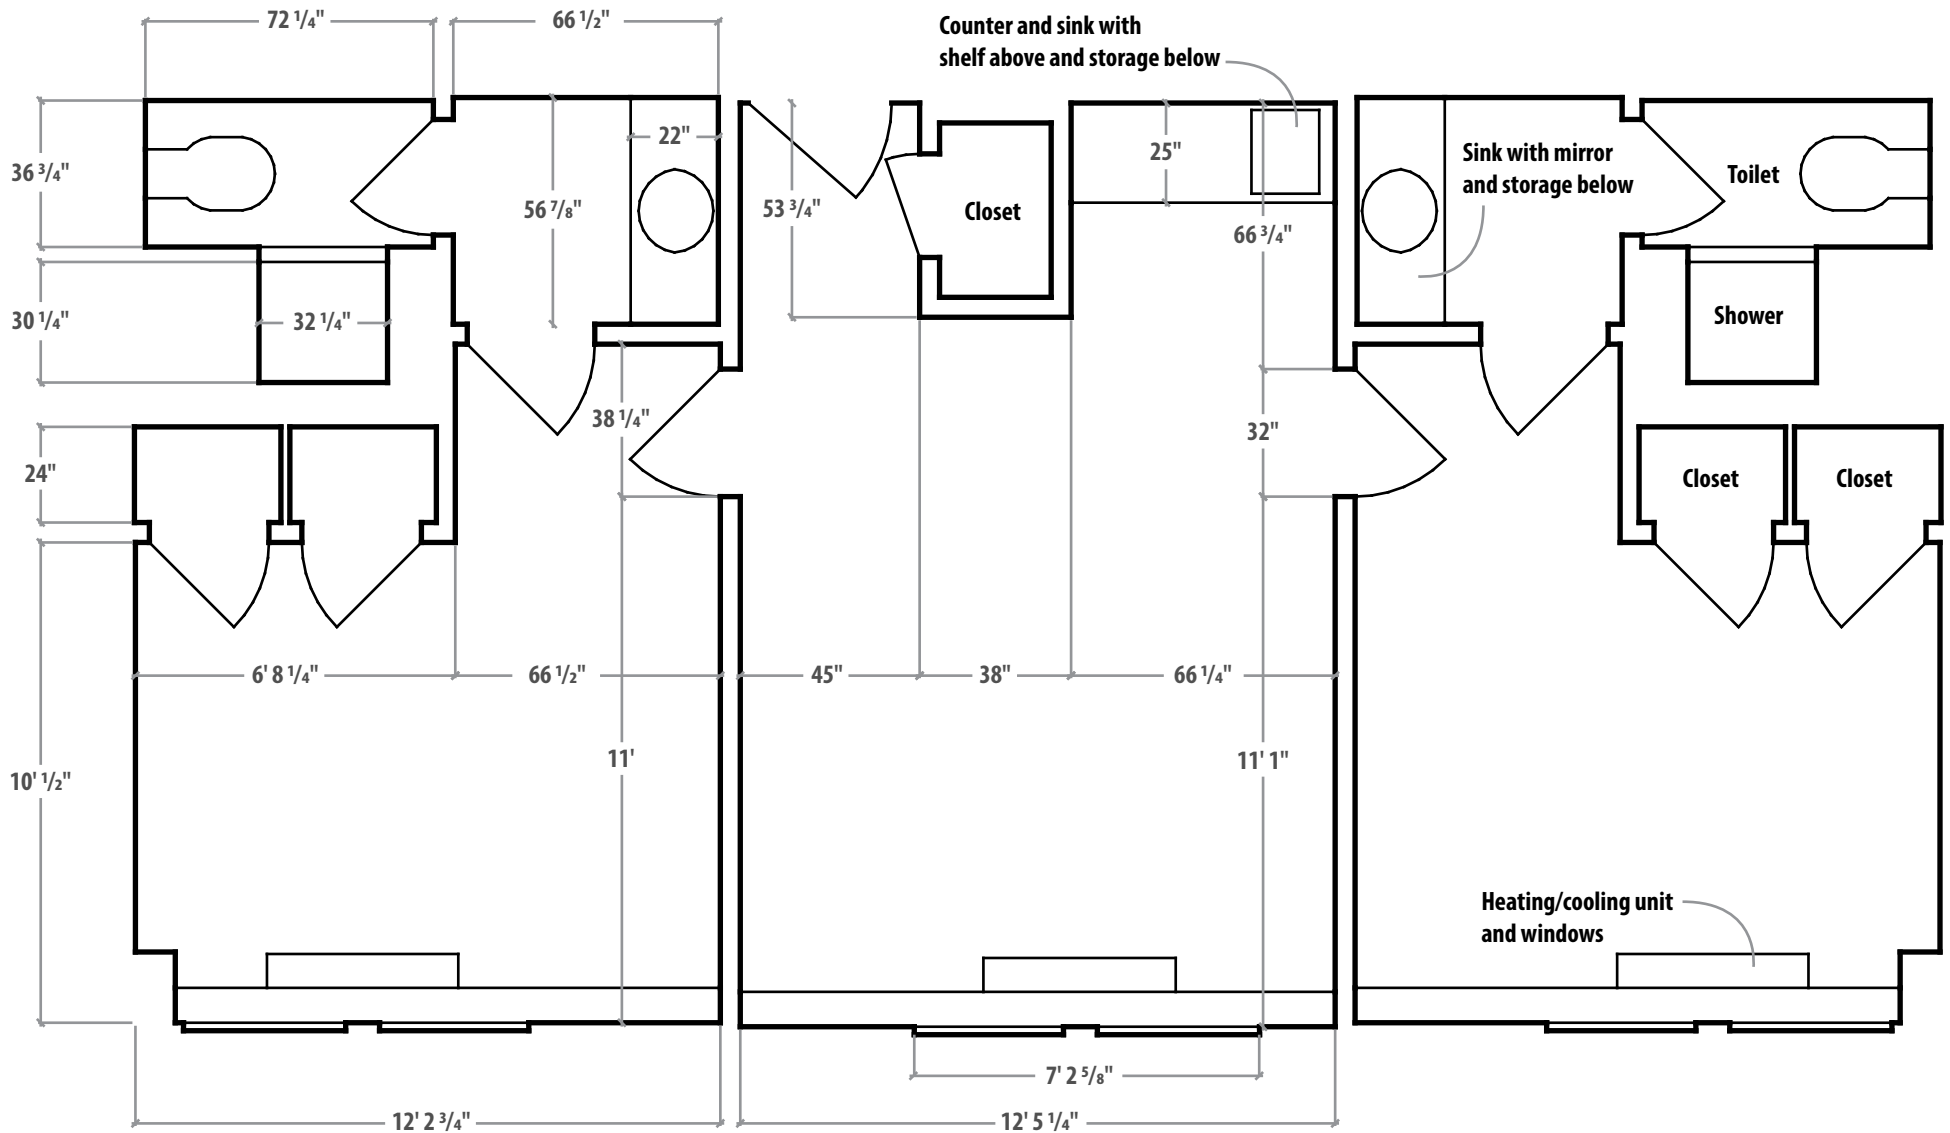 72 1/4"
66 1/2"
Counter and sink with
shelf above and storage below
36 3/4"
22"
56 7/8"
53 3/4"
Closet
25"
66 3/4"
Sink with mirror
and storage below
Toilet
30 1/4"
32 1/4"
Shower
38 1/4"
32"
24"
Closet
Closet
6' 8 1/4"
66 1/2"
45"
38"
66 1/4"
10' 1/2"
11'
11' 1"
Heating/cooling unit
and windows
7' 2 5/8"
12' 2 3/4"
12' 5 1/4"